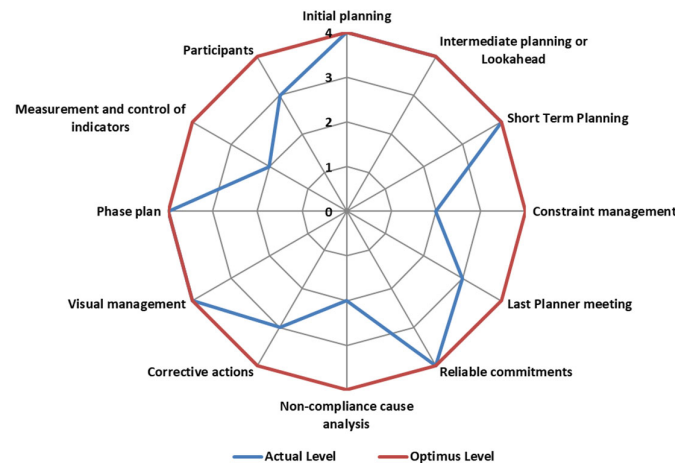 Initial planning
Participants
Intermediate planning or
Lookahead
Measurement and control of
indicators
Short Term Planning
4
3
2
1
0
Phase plan
Constraint management
Visual management
Last Planner meeting
Corrective actions
Reliable commitments
Non-compliance cause
analysis
Actual Level
Optimus Level